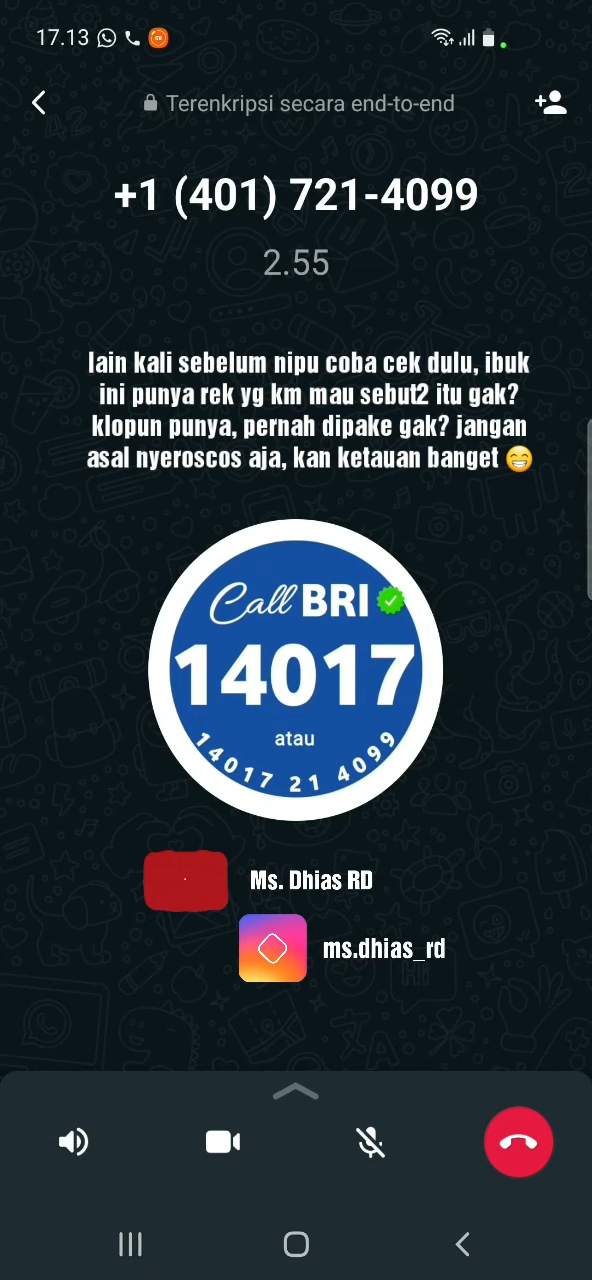 17.13
Terenkripsi secara end-to-end
+1 (401) 721-4099
2.55
lain kali sebelum nipu coba cek dulu, ibuk
ini punya rek yg km mau sebut2 itu gak?
klopun punya, pernah dipake gak? jangan
asal nyeroscos aja, kan ketauan banget 😁
Call BRI
14017
atau
14017 21 4099
Ms. Dhias RD
ms.dhias_rd